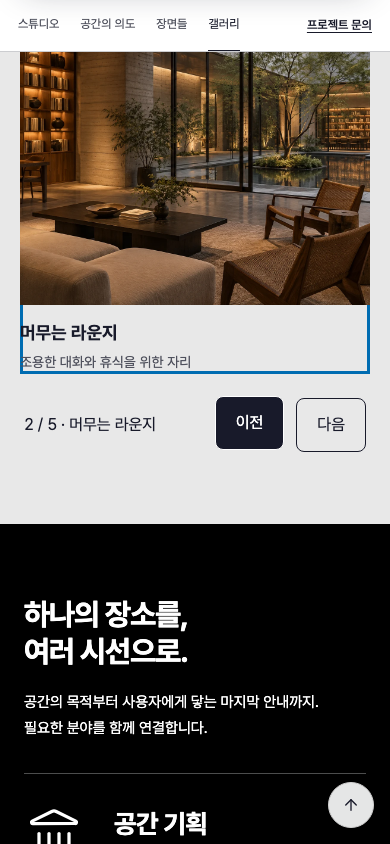 스튜디오
공간의 의도
장면들
갤러리
프로젝트 문의
머무는 라운지
조용한 대화와 휴식을 위한 자리
2 / 5 · 머무는 라운지
이전
다음
하나의 장소를,
여러 시선으로.
공간의 목적부터 사용자에게 닿는 마지막 안내까지.
필요한 분야를 함께 연결합니다.
공간 기획